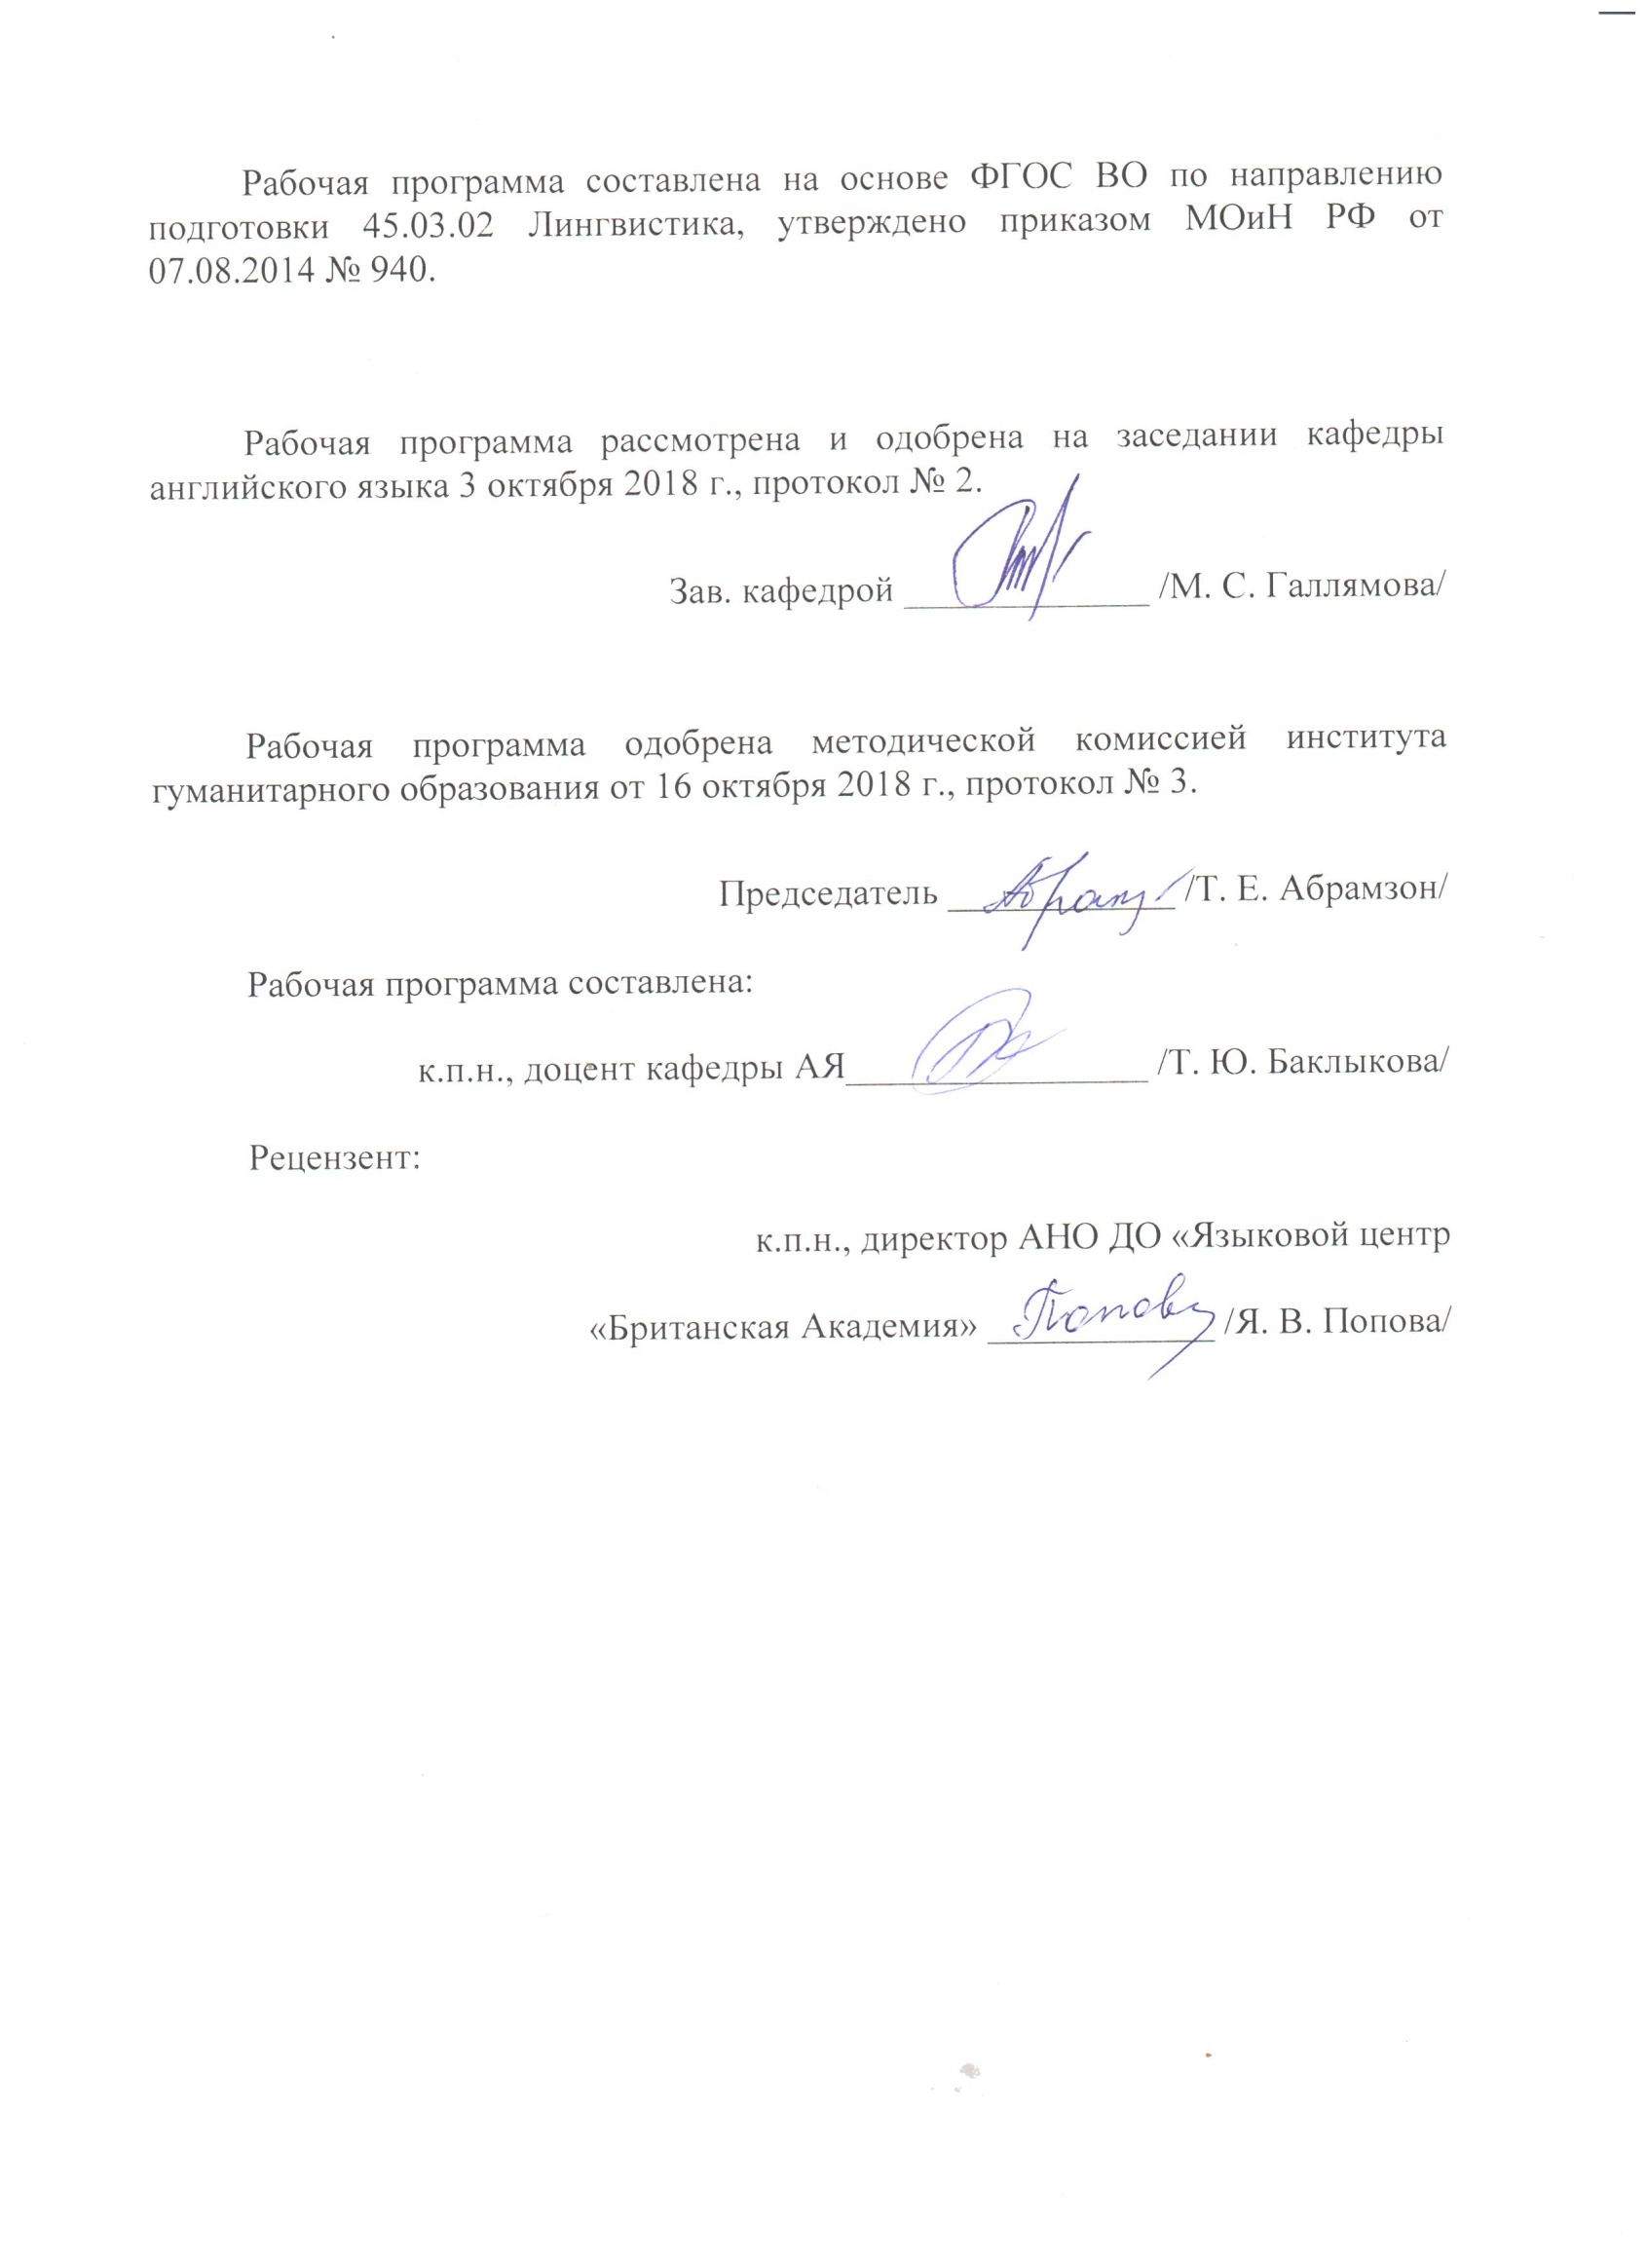 Рабочая программа составлена на основе ФГОС ВО по направлению
подготовки 45.03.02 Лингвистика, утверждено приказом МОиН РФ от
07.08.2014 № 940.
Рабочая программа рассмотрена и одобрена на заседании кафедры
английского языка 3 октября 2018 г., протокол № 2.
Зав. кафедрой ______________ /М. С. Галлямова/
Рабочая программа одобрена методической комиссией института
гуманитарного образования от 16 октября 2018 г., протокол № 3.
Председатель _____________ /Т. Е. Абрамзон/
Рабочая программа составлена:
к.п.н., доцент кафедры АЯ_________________ /Т. Ю. Баклыкова/
Рецензент:
к.п.н., директор АНО ДО «Языковой центр
«Британская Академия» _____________ /Я. В. Попова/